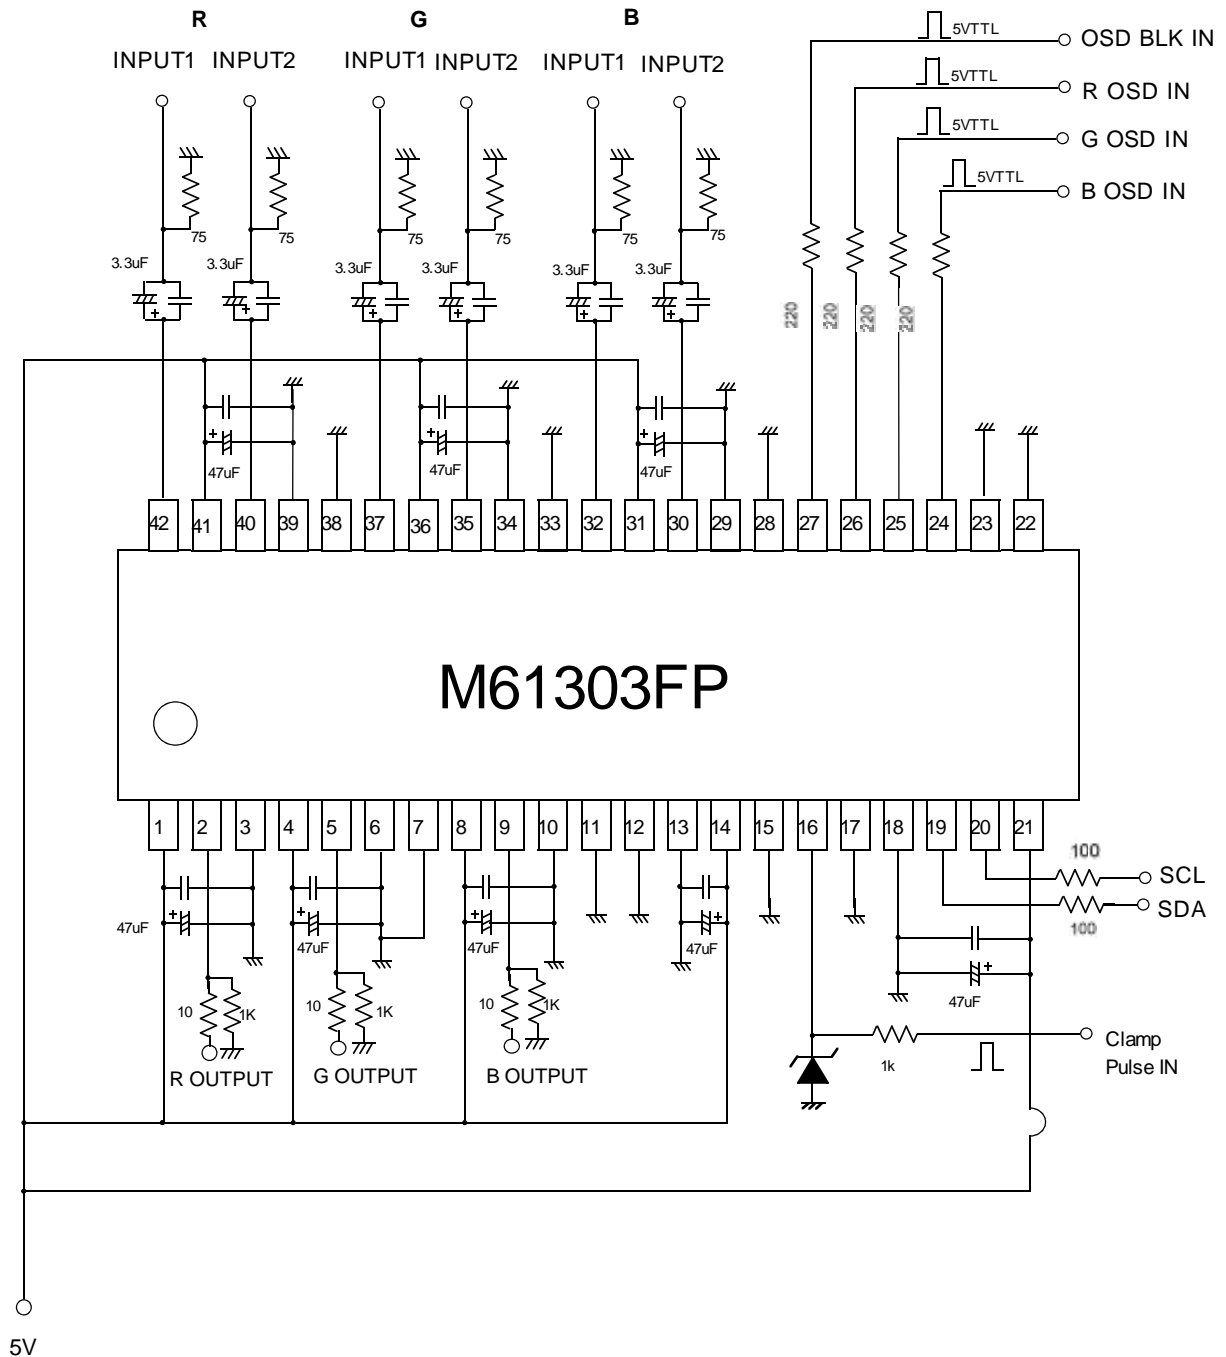 R G B
INPUT1 INPUT2 INPUT1 INPUT2 INPUT1 INPUT2
5VTTL OSD BLK IN
5VTTL R OSD IN
5VTTL G OSD IN
5VTTL B OSD IN
75 75 75 75 75 75
3.3uF 3.3uF 3.3uF 3.3uF 3.3uF 3.3uF
220 220 220 220
+ + + + + +
+ + +
47uF 47uF 47uF
42 41 40 39 38 37 36 35 34 33 32 31 30 29 28 27 26 25 24 23 22
M61303FP
1 2 3 4 5 6 7 8 9 10 11 12 13 14 15 16 17 18 19 20 21
100 SCL
100 SDA
+ + + + +
47uF 47uF 47uF 47uF 47uF
10 1K 10 1K 10 1K
R OUTPUT G OUTPUT B OUTPUT
1k
Clamp
Pulse IN
5V